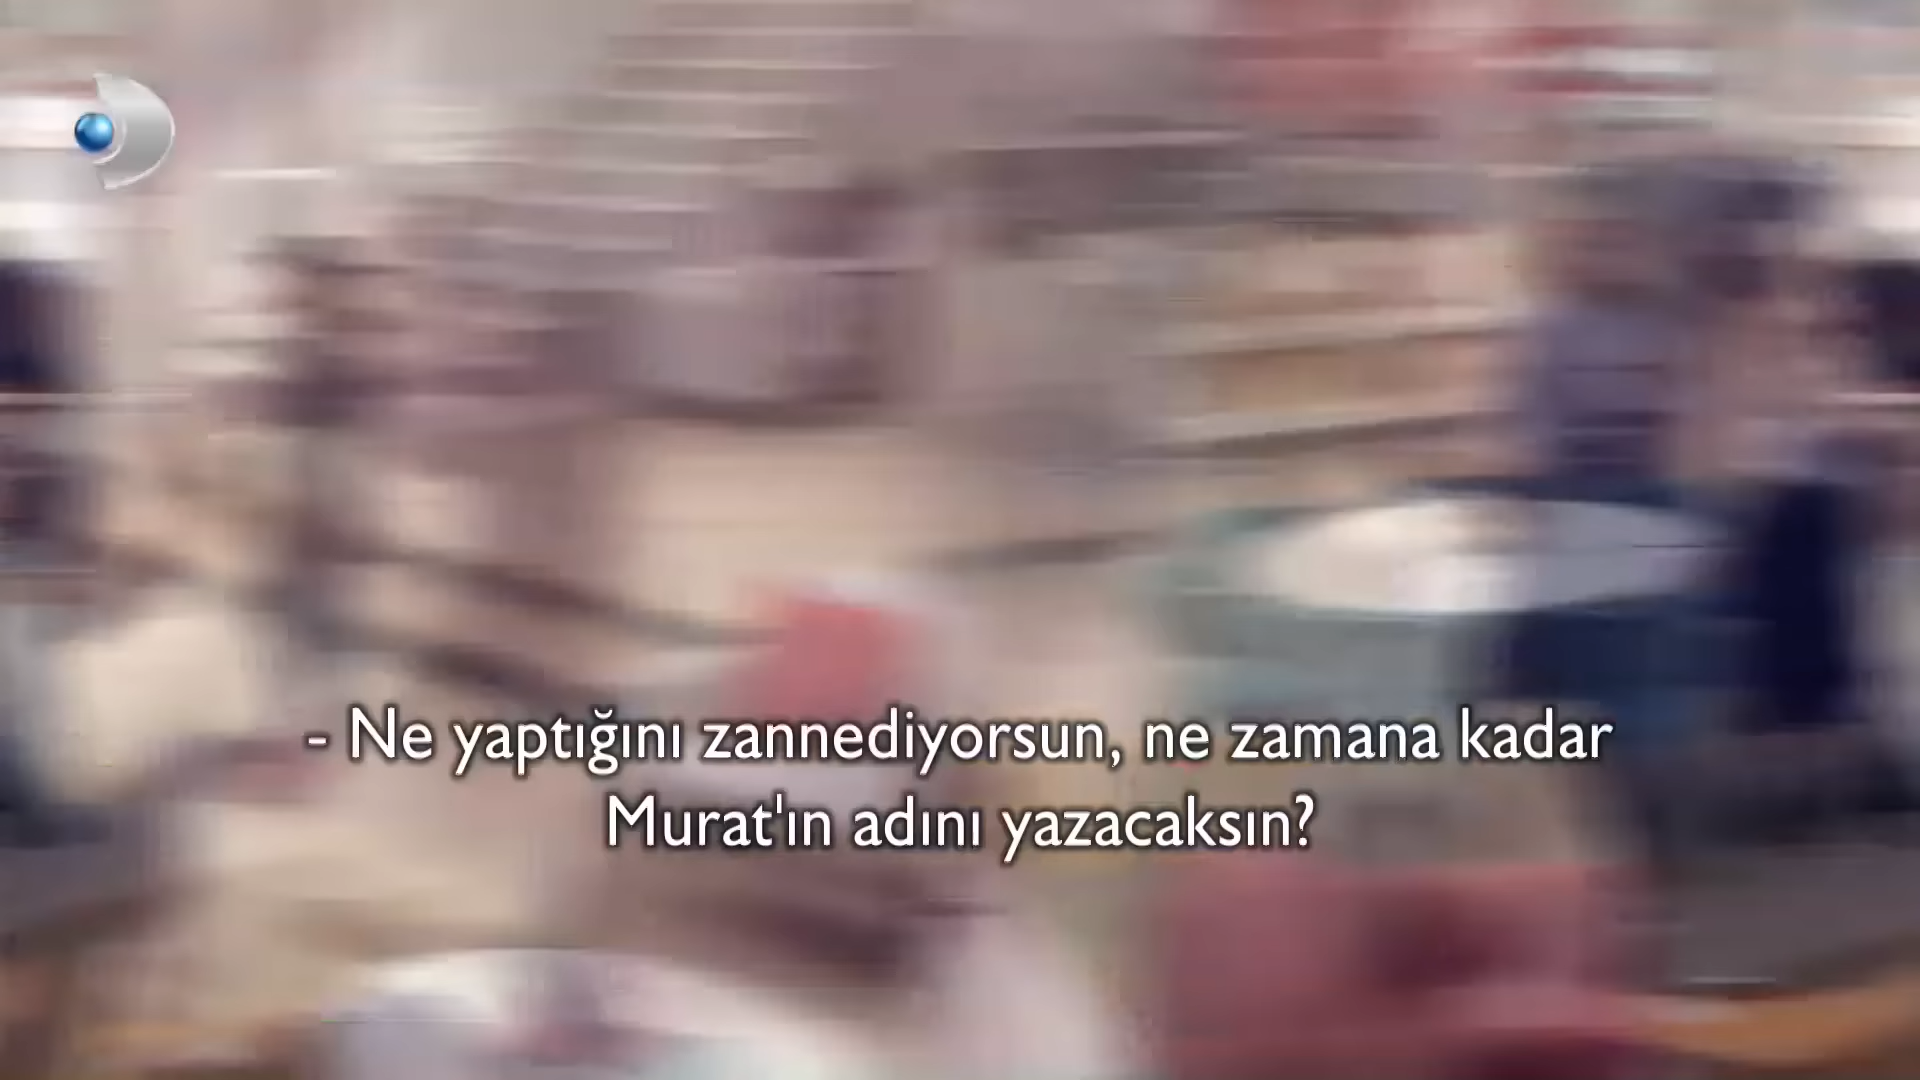 - Ne yaptığını zannediyorsun, ne zamana kadar
Murat'ın adını yazacaksın?